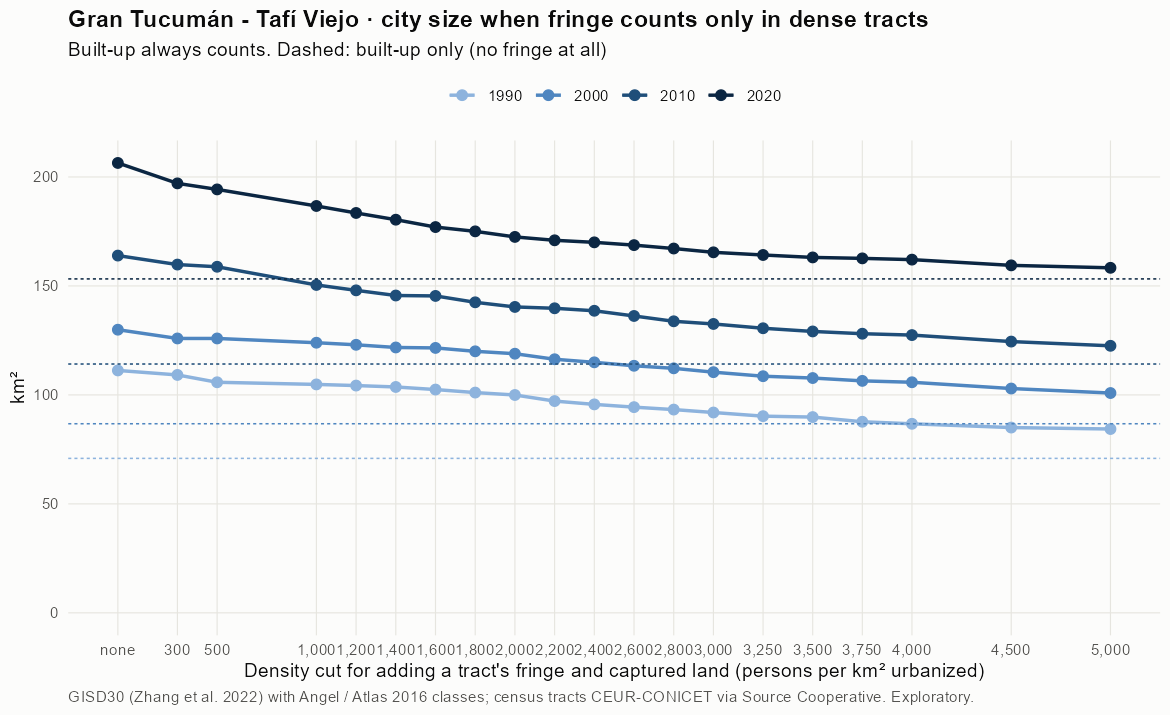 Gran Tucumán - Tafí Viejo · city size when fringe counts only in dense tracts
Built-up always counts. Dashed: built-up only (no fringe at all)
1990 2000 2010 2020
200
150
100
50
0
km²
none 300 500 1,000 1,200 1,400 1,600 1,800 2,000 2,200 2,400 2,600 2,800 3,000 3,250 3,500 3,750 4,000 4,500 5,000
Density cut for adding a tract's fringe and captured land (persons per km² urbanized)
GISD30 (Zhang et al. 2022) with Angel / Atlas 2016 classes; census tracts CEUR-CONICET via Source Cooperative. Exploratory.